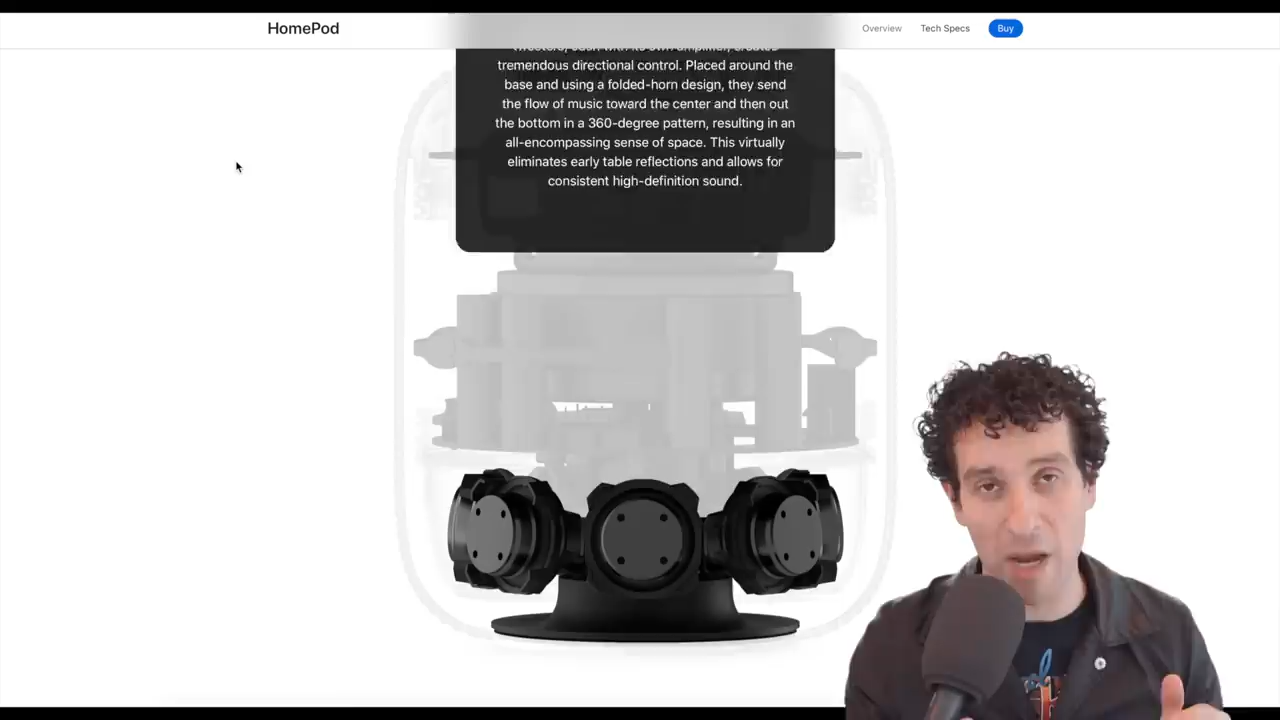 HomePod
Overview
Tech Specs
Buy
tremendous directional control. Placed around the
base and using a folded-horn design, they send
the flow of music toward the center and then out
the bottom in a 360-degree pattern, resulting in an
all-encompassing sense of space. This virtually
eliminates early table reflections and allows for
consistent high-definition sound.